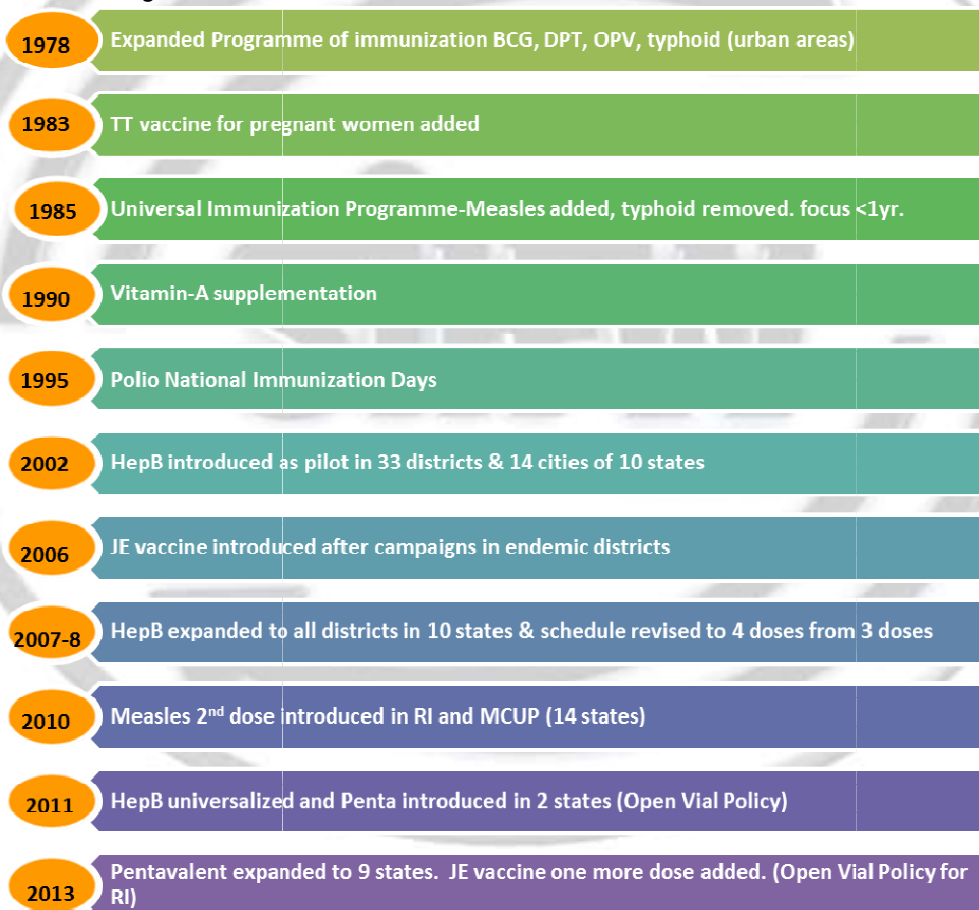 1978 Expanded Programme of immunization BCG, DPT, OPV, typhoid (urban areas)
1983 TT vaccine for pregnant women added
1985 Universal Immunization Programme-Measles added, typhoid removed. focus <1yr.
1990 Vitamin-A supplementation
1995 Polio National Immunization Days
2002 HepB introduced as pilot in 33 districts & 14 cities of 10 states
2006 JE vaccine introduced after campaigns in endemic districts
2007-8 HepB expanded to all districts in 10 states & schedule revised to 4 doses from 3 doses
2010 Measles 2nd dose introduced in RI and MCUP (14 states)
2011 HepB universalized and Penta introduced in 2 states (Open Vial Policy)
2013 Pentavalent expanded to 9 states. JE vaccine one more dose added. (Open Vial Policy for
RI)